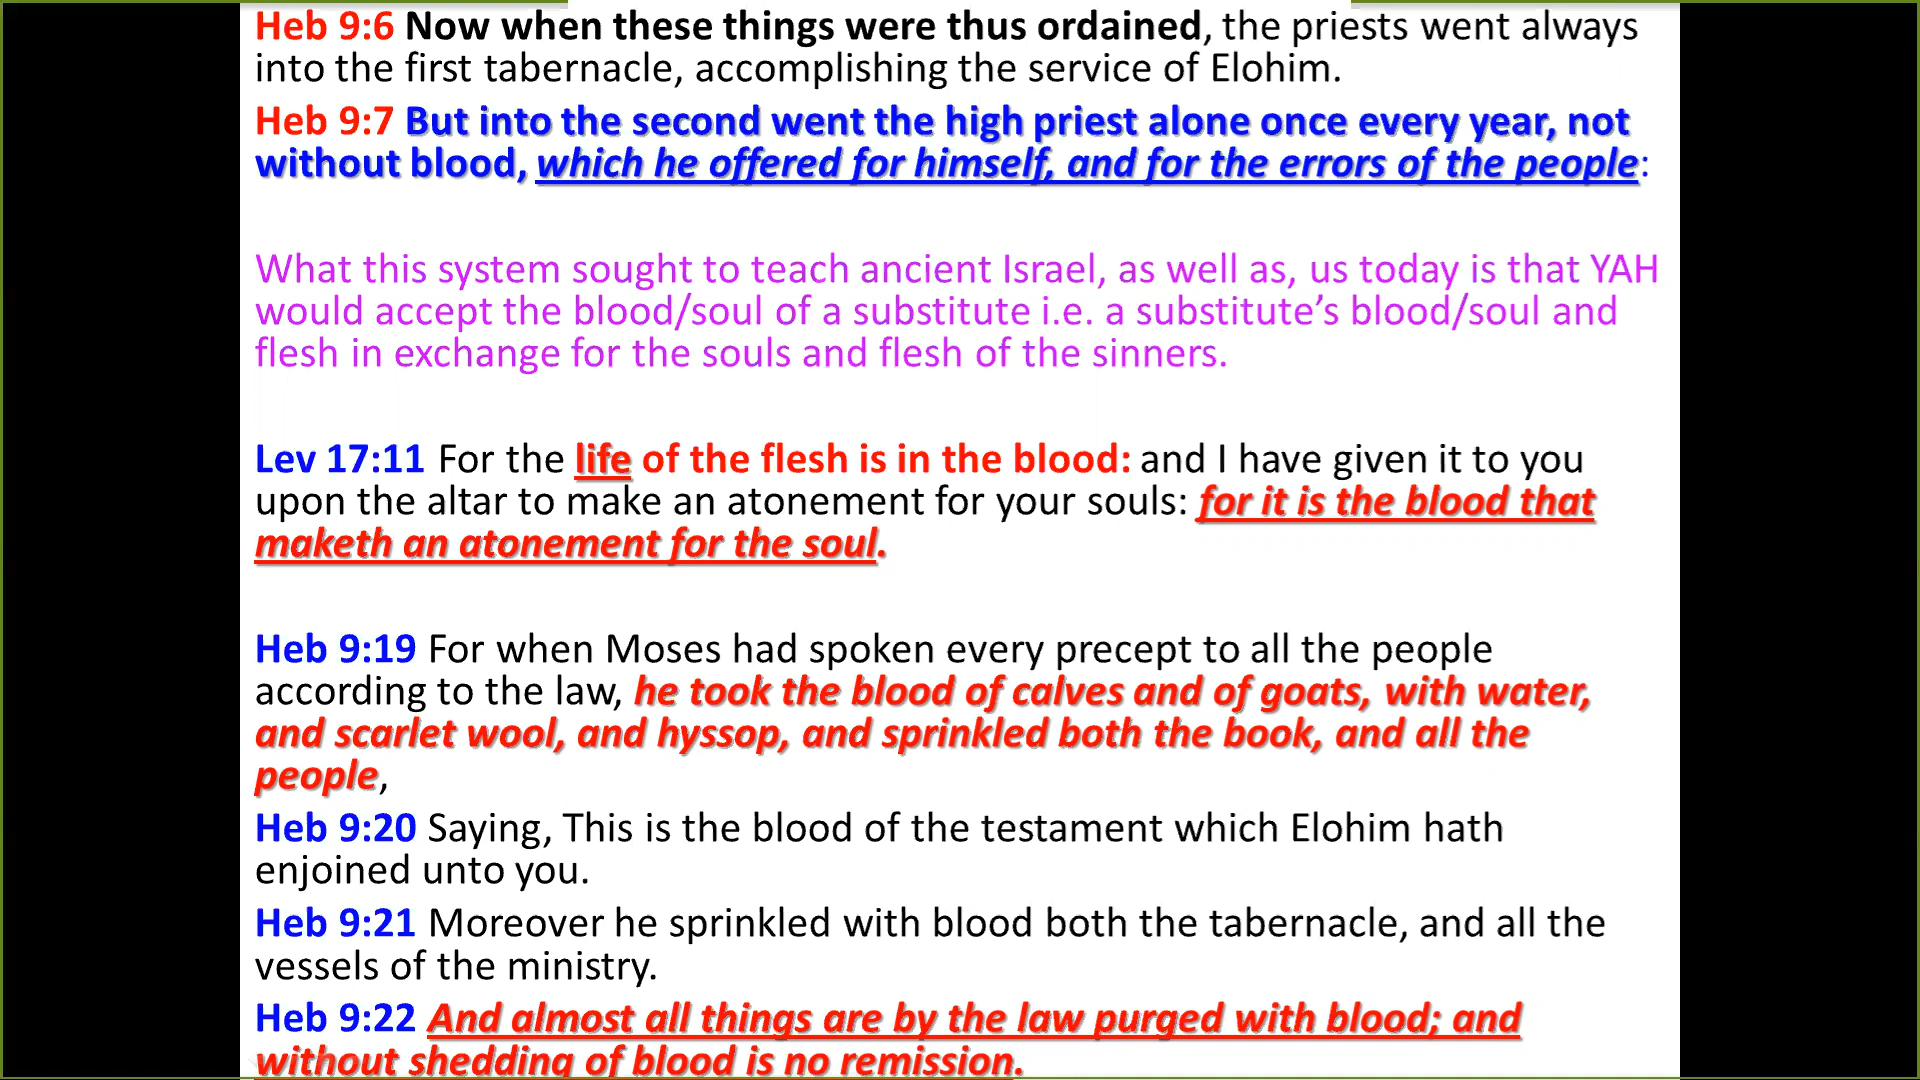 Heb 9:6 Now when these things were thus ordained, the priests went always
into the first tabernacle, accomplishing the service of Elohim.
Heb 9:7 But into the second went the high priest alone once every year, not
without blood, which he offered for himself, and for the errors of the people:
What this system sought to teach ancient Israel, as well as, us today is that YAH
would accept the blood/soul of a substitute i.e. a substitute’s blood/soul and
flesh in exchange for the souls and flesh of the sinners.
Lev 17:11 For the life of the flesh is in the blood: and I have given it to you
upon the altar to make an atonement for your souls: for it is the blood that
maketh an atonement for the soul.
Heb 9:19 For when Moses had spoken every precept to all the people
according to the law, he took the blood of calves and of goats, with water,
and scarlet wool, and hyssop, and sprinkled both the book, and all the
people,
Heb 9:20 Saying, This is the blood of the testament which Elohim hath
enjoined unto you.
Heb 9:21 Moreover he sprinkled with blood both the tabernacle, and all the
vessels of the ministry.
Heb 9:22 And almost all things are by the law purged with blood; and
without shedding of blood is no remission.